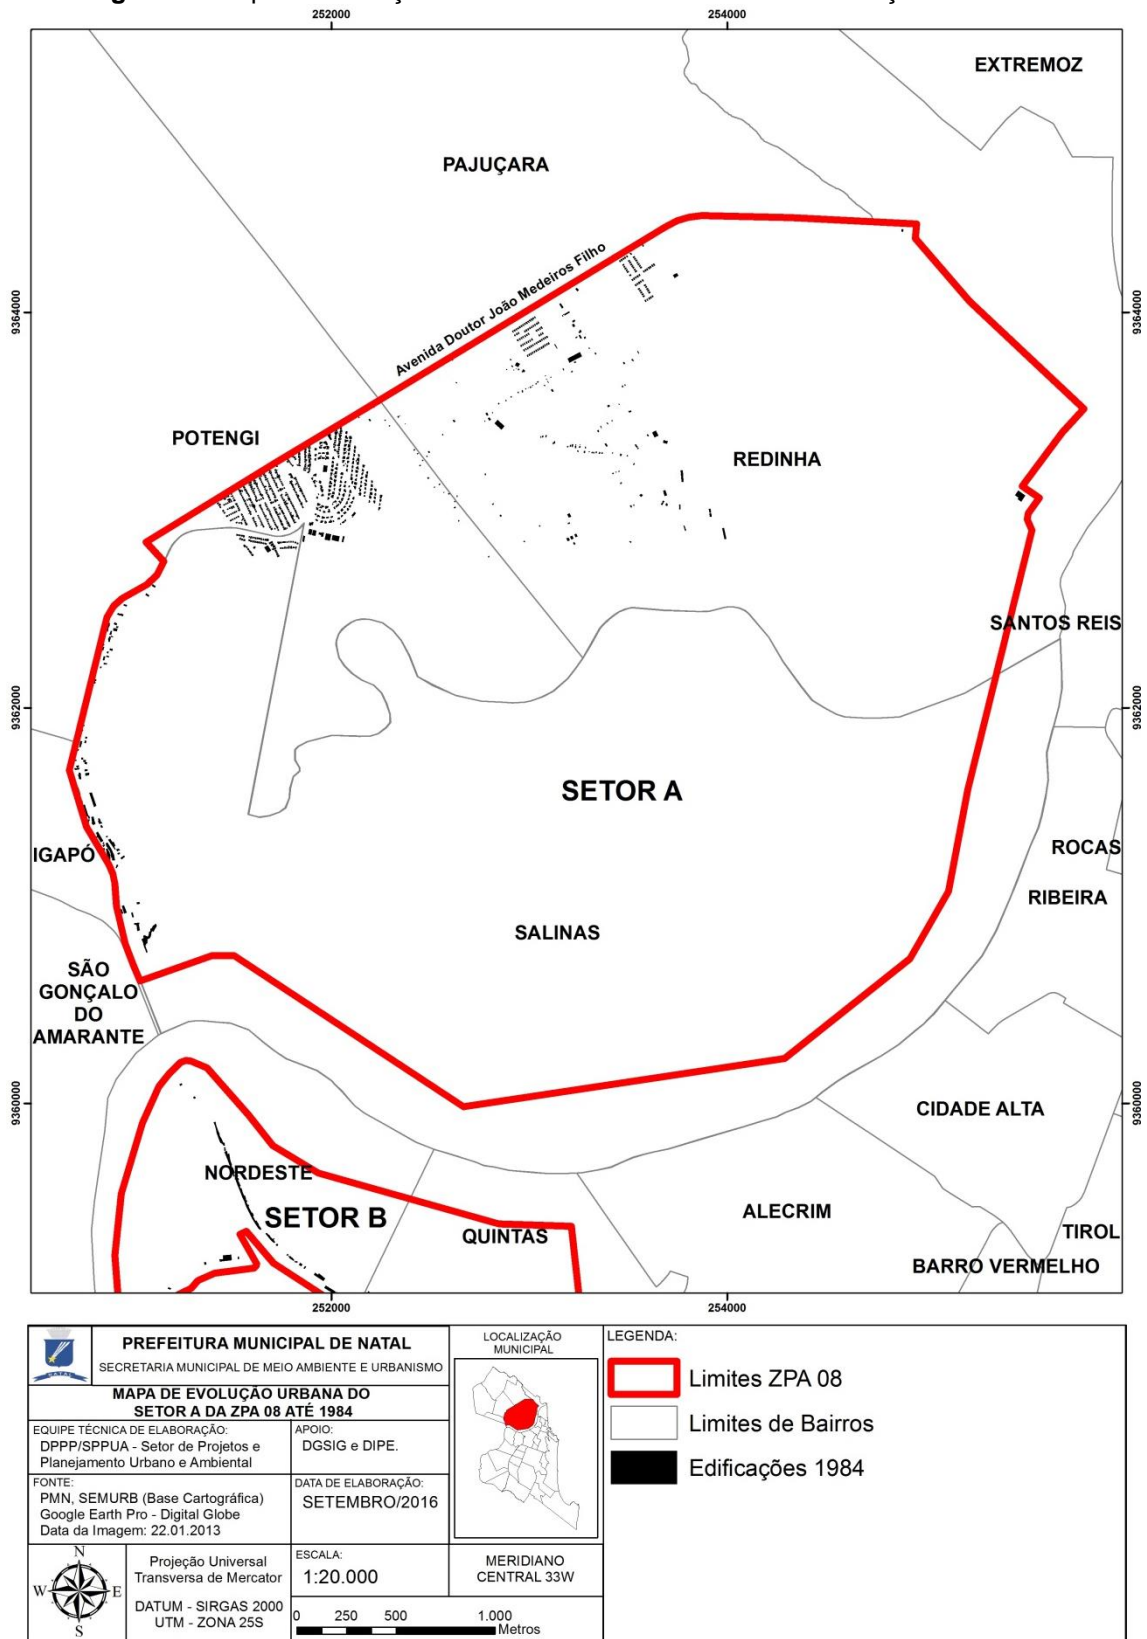 252000
254000
EXTREMOZ
PAJUÇARA
Avenida Doutor João Medeiros Filho
9364000
9364000
POTENGI
REDINHA
SANTOS REIS
9362000
9362000
SETOR A
IGAPÓ
ROCAS
RIBEIRA
SALINAS
SÃO
GONÇALO
DO
AMARANTE
9360000
9360000
CIDADE ALTA
NORDESTE
SETOR B
QUINTAS
ALECRIM
TIROL
BARRO VERMELHO
252000
254000
NATAL
PREFEITURA MUNICIPAL DE NATAL
SECRETARIA MUNICIPAL DE MEIO AMBIENTE E URBANISMO
MAPA DE EVOLUÇÃO URBANA DO
SETOR A DA ZPA 08 ATÉ 1984
EQUIPE TÉCNICA DE ELABORAÇÃO:
DPPP/SPPUA - Setor de Projetos e
Planejamento Urbano e Ambiental
APOIO:
DGSIG e DIPE.
FONTE:
PMN, SEMURB (Base Cartográfica)
Google Earth Pro - Digital Globe
Data da Imagem: 22.01.2013
DATA DE ELABORAÇÃO:
SETEMBRO/2016
N
W
E
S
Projeção Universal
Transversa de Mercator
DATUM - SIRGAS 2000
UTM - ZONA 25S
ESCALA:
1:20.000
0 250 500 1.000
Metros
LOCALIZAÇÃO
MUNICIPAL
MERIDIANO
CENTRAL 33W
LEGENDA:
Limites ZPA 08
Limites de Bairros
Edificações 1984